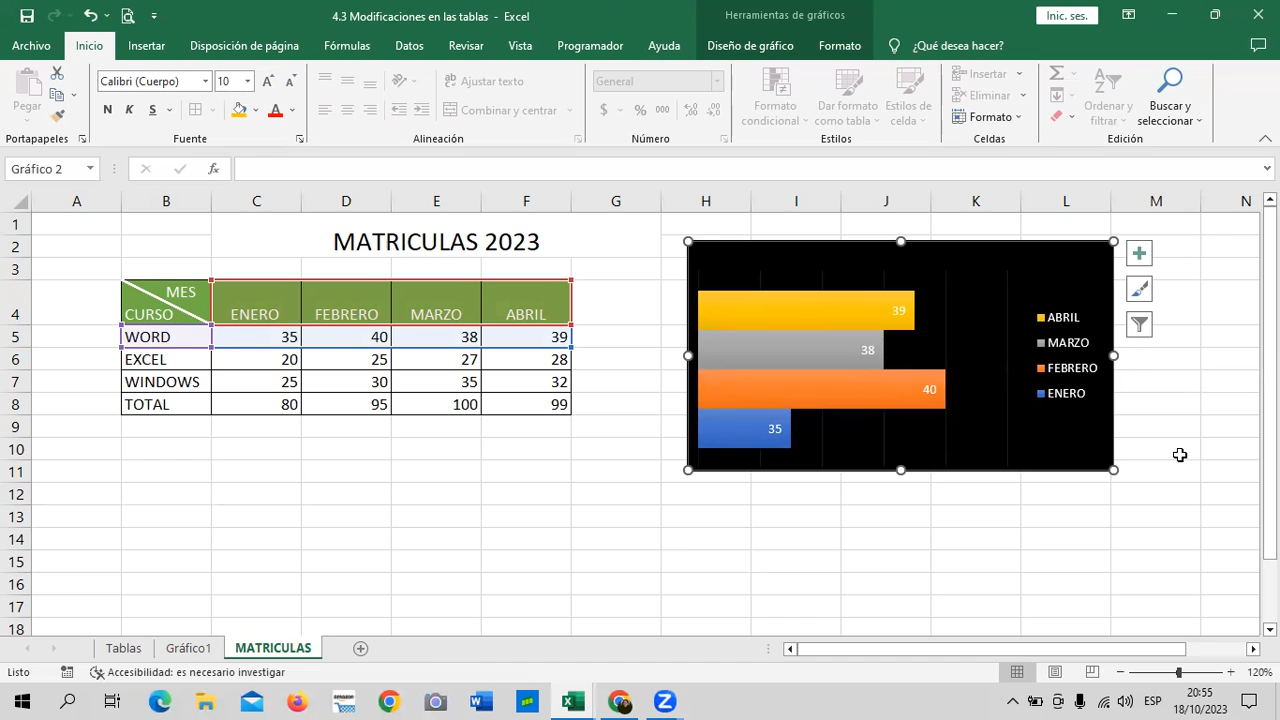 4.3 Modificaciones en las tablas - Excel
Herramientas de gráficos
Inic. ses.
Archivo Inicio Insertar Disposición de página Fórmulas Datos Revisar Vista Programador Ayuda Diseño de gráfico Formato ¿Qué desea hacer?
Pegar
Calibri (Cuerpo) 10
N K S
Ajustar texto
Combinar y centrar
General
$ % 000
Formato condicional
Dar formato como tabla
Estilos de celda
Insertar
Eliminar
Formato
Ordenar y filtrar
Buscar y seleccionar
Portapapeles Fuente Alineación Número Estilos Celdas Edición
Gráfico 2
fx
A B C D E F G H I J K L M N
1
2 MATRICULAS 2023
3
MES
4 CURSO ENERO FEBRERO MARZO ABRIL
5 WORD 35 40 38 39
6 EXCEL 20 25 27 28
7 WINDOWS 25 30 35 32
8 TOTAL 80 95 100 99
9
10
11
12
13
14
15
16
17
18
39
38
40
35
ABRIL
MARZO
FEBRERO
ENERO
Tablas Gráfico1 MATRICULAS
Listo Accesibilidad: es necesario investigar 120%
ESP
20:55
18/10/2023